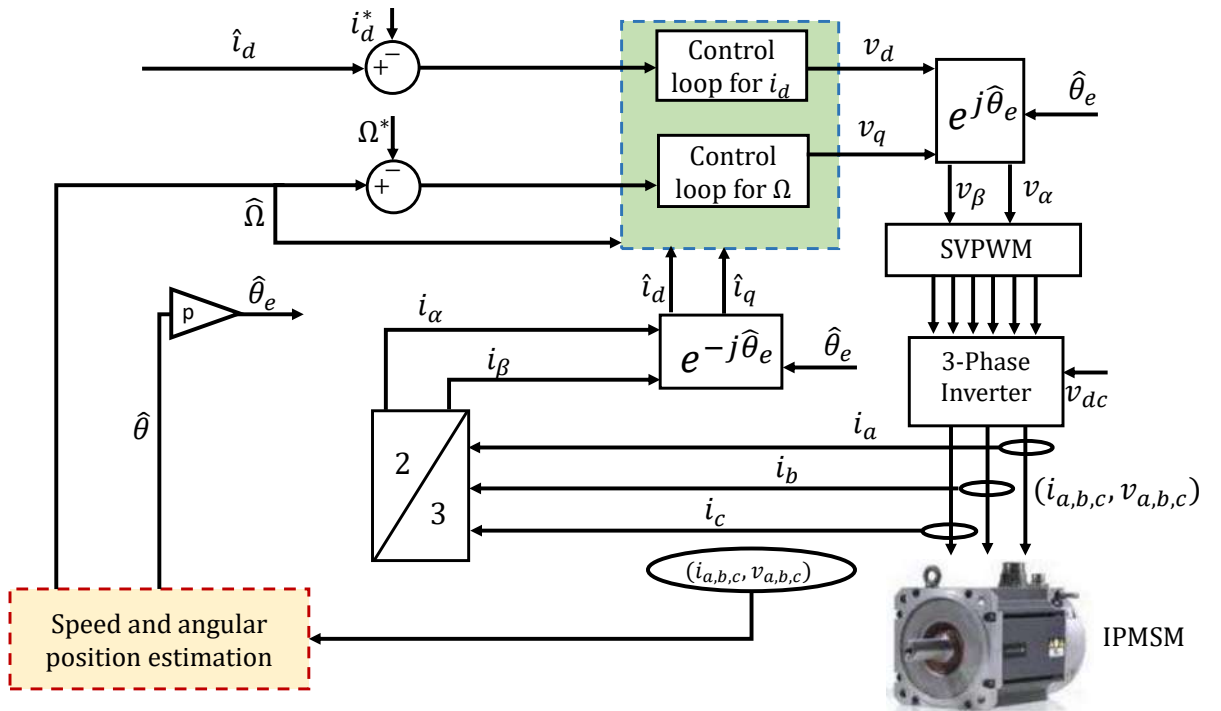 î_d
i_d^*
+
−
Control
loop for i_d
v_d
e^{jθ̂_e}
θ̂_e
Ω^*
+
−
Control
loop for Ω
v_q
Ω̂
v_β
v_α
SVPWM
p
θ̂_e
î_d
î_q
i_α
i_β
e^{-jθ̂_e}
θ̂_e
3-Phase
Inverter
v_{dc}
θ̂
2
3
i_a
i_b
i_c
(i_{a,b,c}, v_{a,b,c})
(i_{a,b,c}, v_{a,b,c})
Speed and angular
position estimation
IPMSM